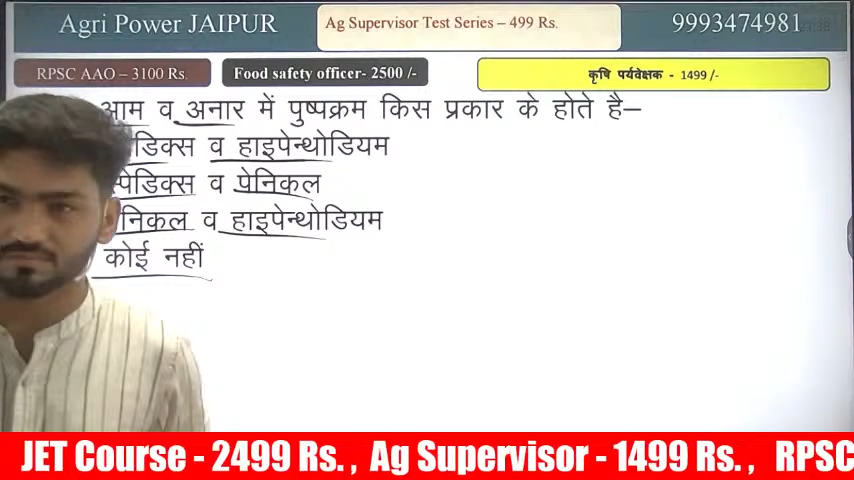 Agri Power JAIPUR
Ag Supervisor Test Series – 499 Rs.
9993474981
RPSC AAO – 3100 Rs.
Food safety officer- 2500 /-
कृषि पर्यवेक्षक - 1499 /-
आम व अनार में पुष्पक्रम किस प्रकार के होते है–
व हाइपेन्थोडियम
स्पेडिक्स व पेनिकल
व हाइपेन्थोडियम
कोई नहीं
JET Course - 2499 Rs. , Ag Supervisor - 1499 Rs. , RPSC